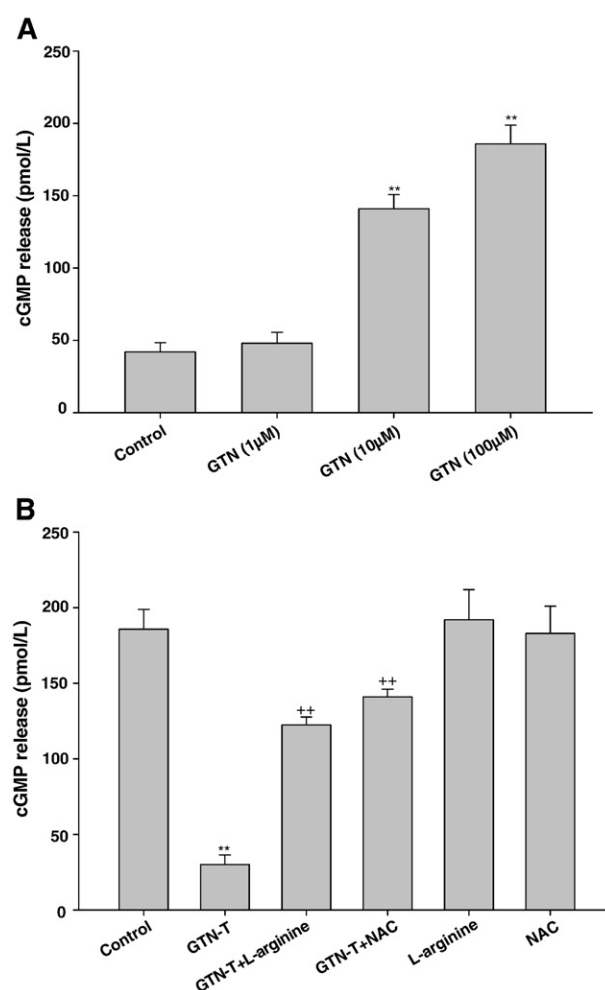 A
cGMP release (pmol/L)
250
200
150
100
50
0
**
**
Control
GTN (1μM)
GTN (10μM)
GTN (100μM)
B
cGMP release (pmol/L)
250
200
150
100
50
0
**
++
++
Control
GTN-T
GTN-T+L-arginine
GTN-T+NAC
L-arginine
NAC